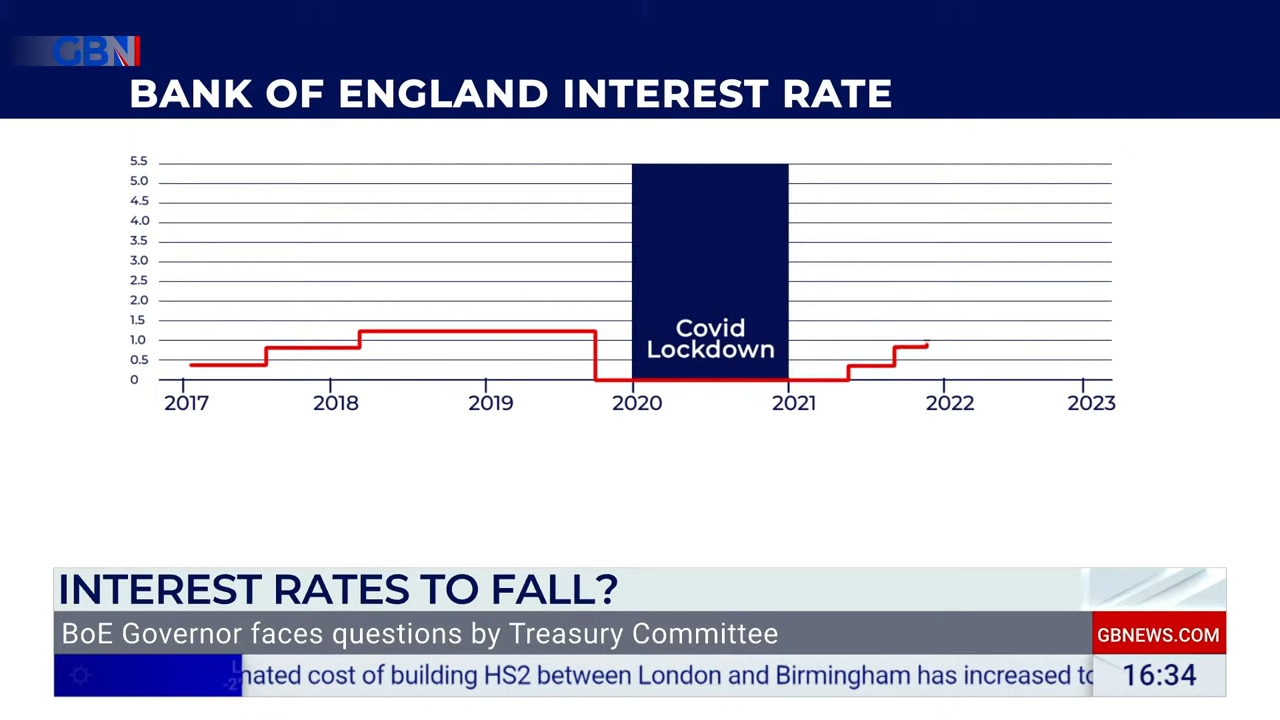 GBN
BANK OF ENGLAND INTEREST RATE
5.5
5.0
4.5
4.0
3.5
3.0
2.5
2.0
1.5
1.0
0.5
0
Covid
Lockdown
2017 2018 2019 2020 2021 2022 2023
INTEREST RATES TO FALL?
BoE Governor faces questions by Treasury Committee
GBNEWS.COM
cost of building HS2 between London and Birmingham has increased
16:34